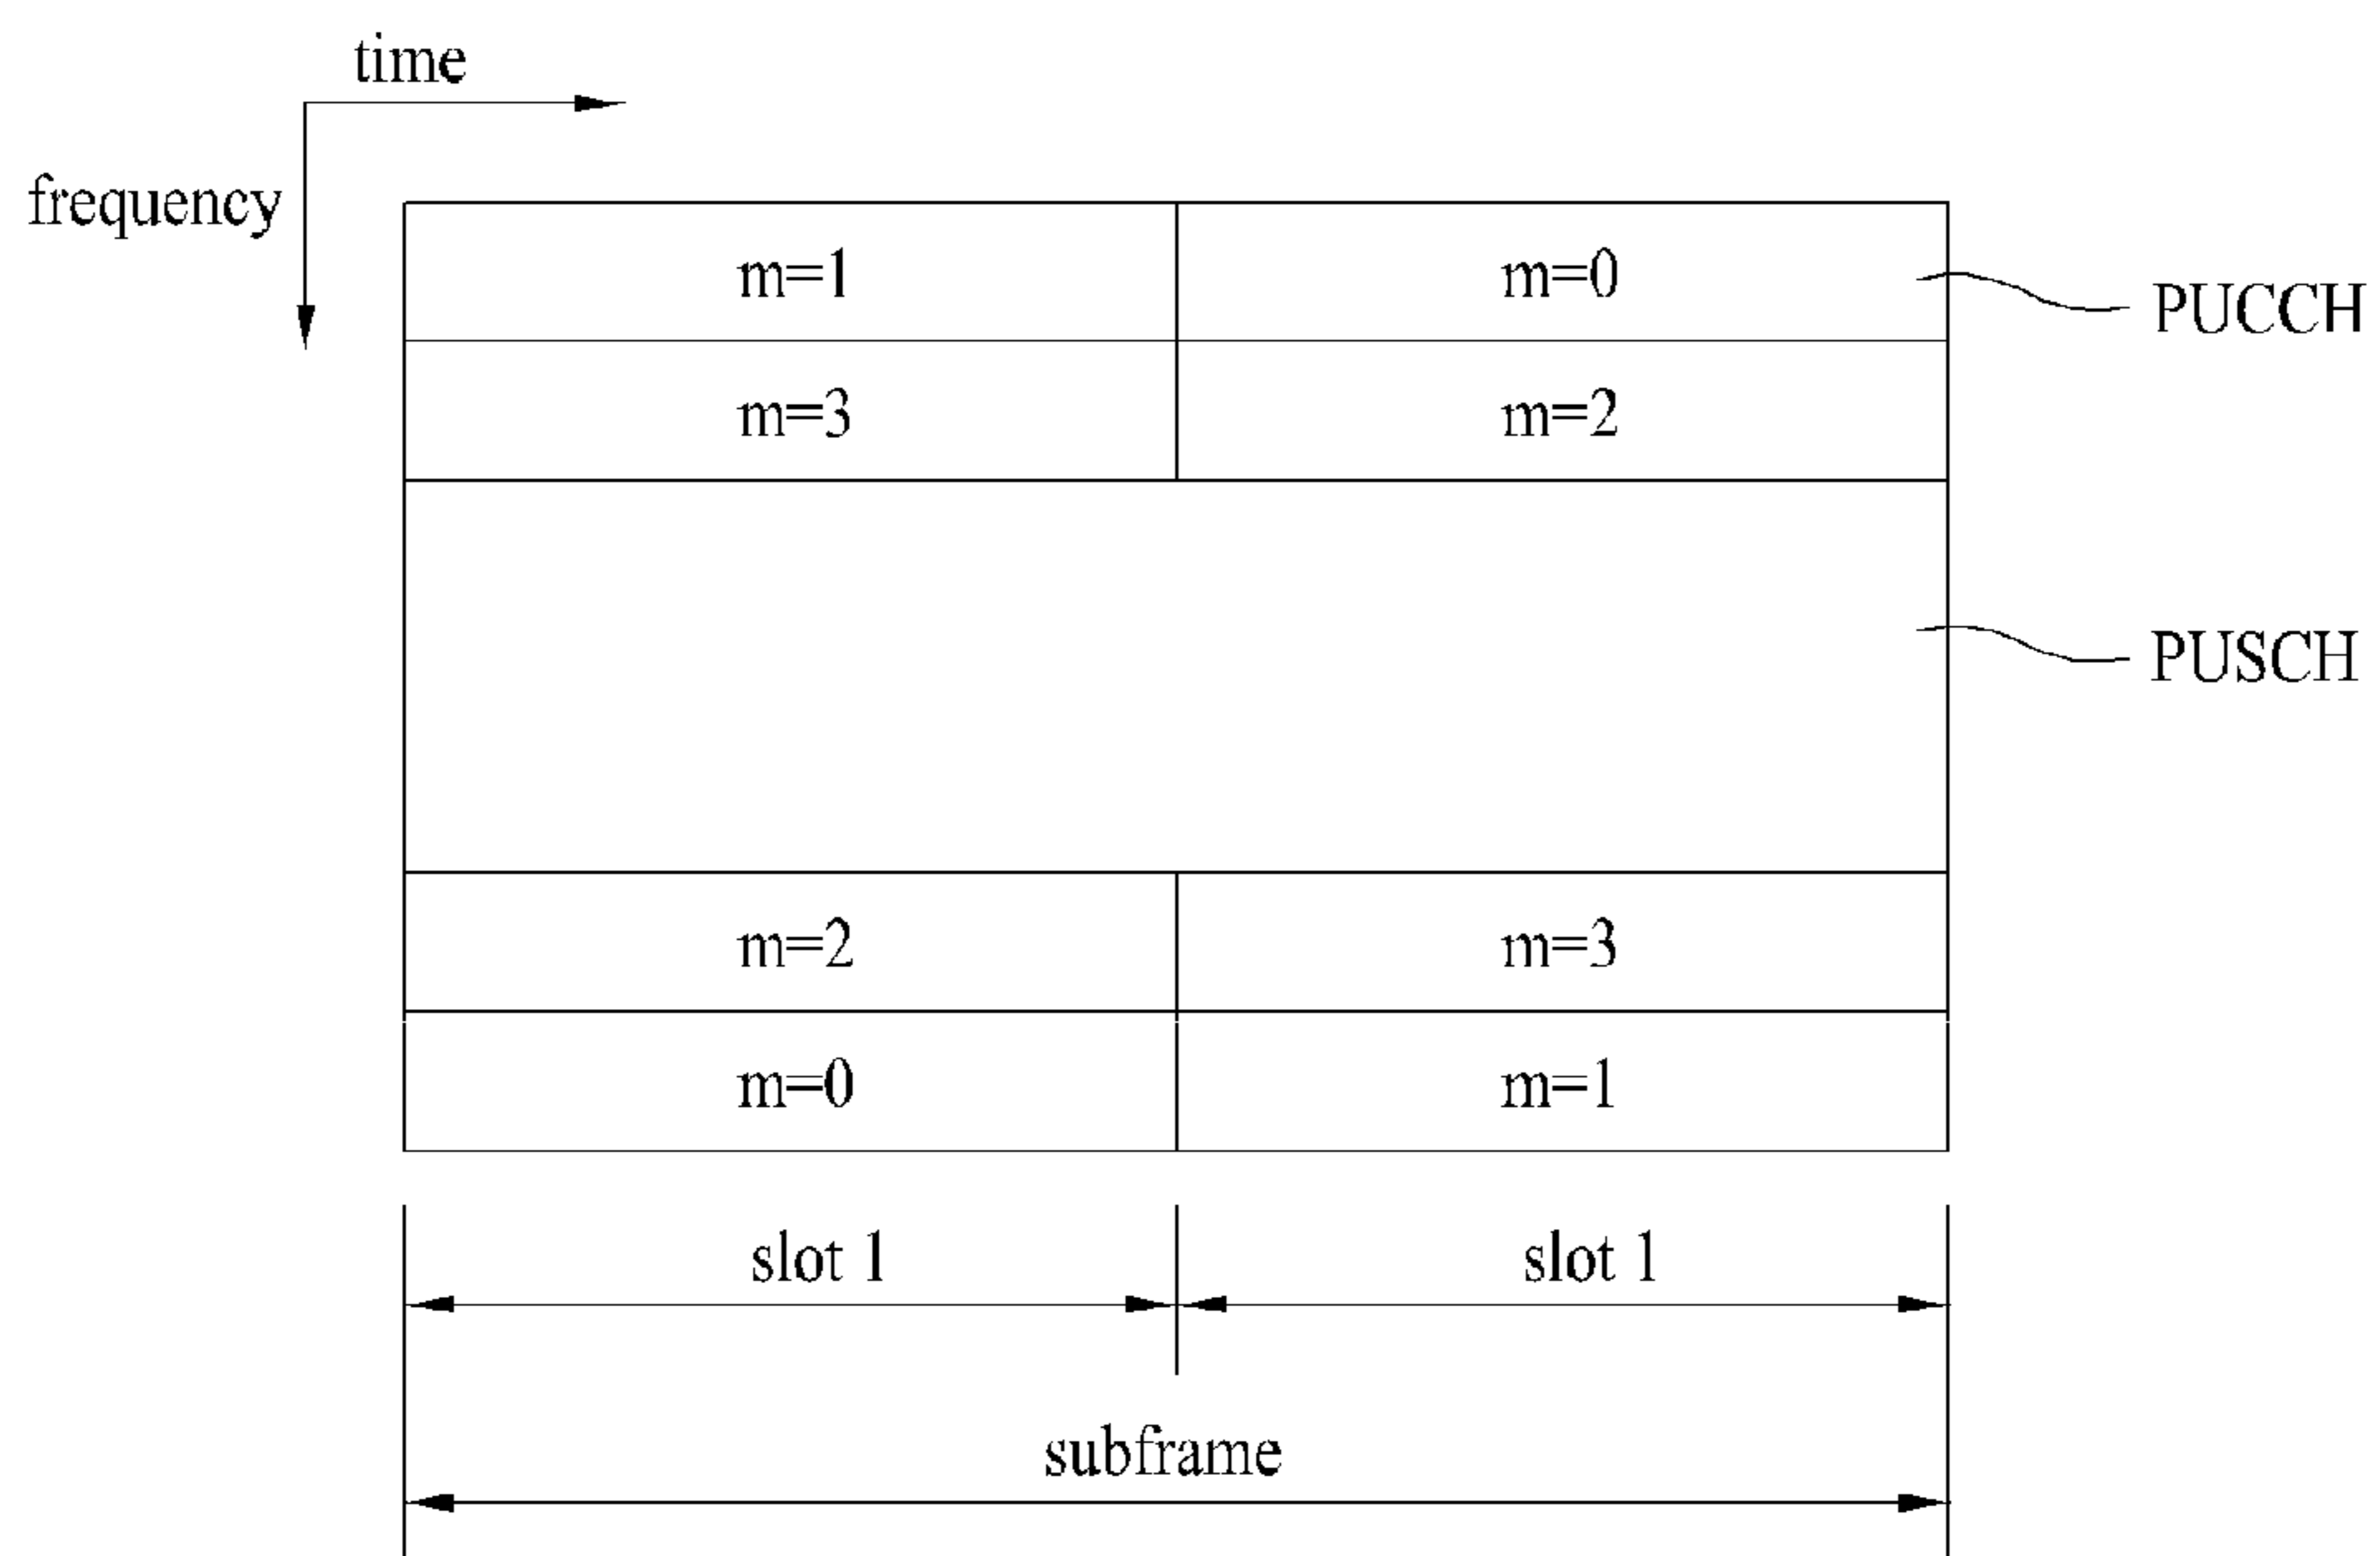 time
frequency
m=1 m=0
PUCCH
m=3 m=2
PUSCH
m=2 m=3
m=0 m=1
slot 1 slot 1
subframe